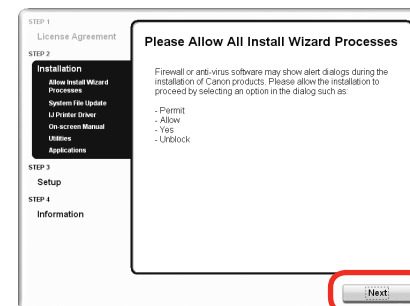 STEP 1
License Agreement
STEP 2
Installation
Allow Install Wizard
Processes
System File Update
IJ Printer Driver
On-screen Manual
Utilities
Applications
STEP 3
Setup
STEP 4
Information
Please Allow All Install Wizard Processes
Firewall or anti-virus software may show alert dialogs during the
installation of Canon products. Please allow the installation to
proceed by selecting an option in the dialog such as:
- Permit
- Allow
- Yes
- Unblock
Next